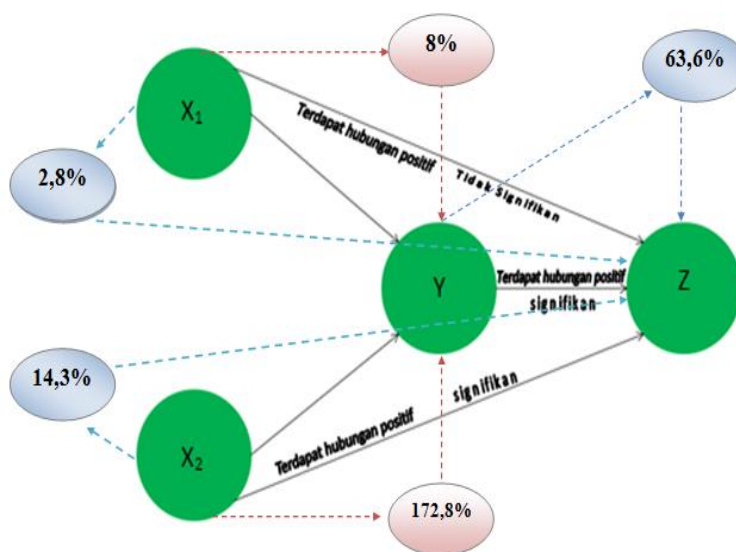 8%
63,6%
X₁
Terdapat hubungan positif
Tidak Signifikan
2,8%
Y
Terdapat hubungan positif
signifikan
Z
14,3%
signifikan
Terdapat hubungan positif
X₂
172,8%